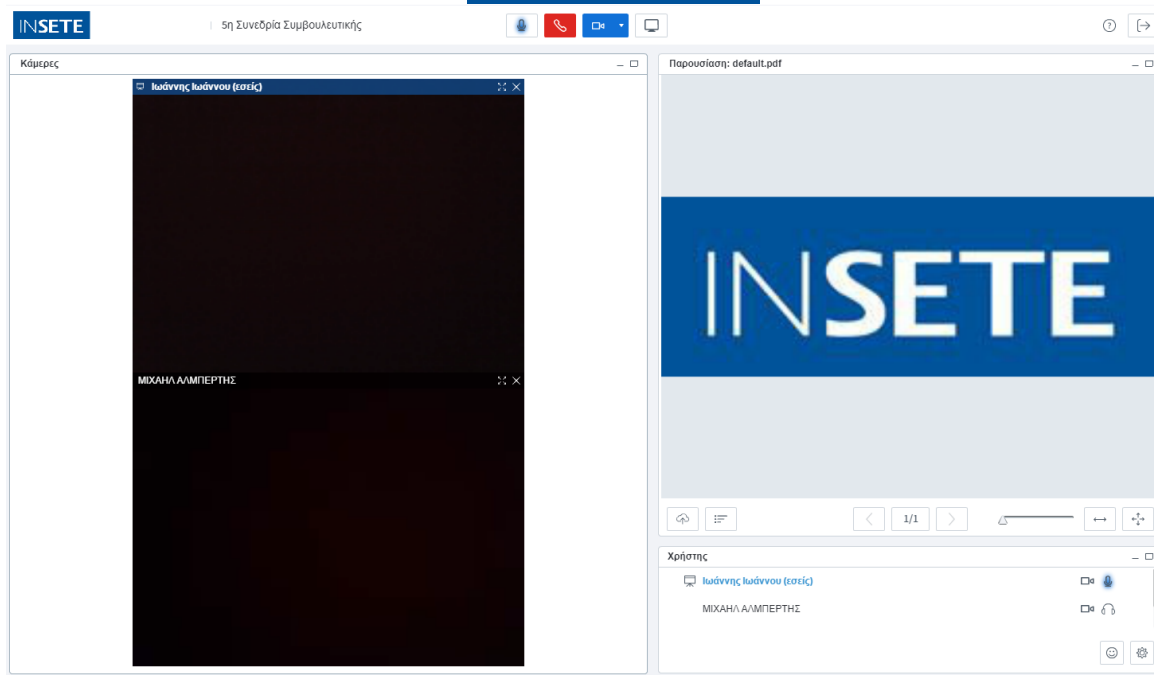 INSETE
5η Συνεδρία Συμβουλευτικής
Κάμερες
Ιωάννης Ιωάννου (εσείς)
ΜΙΧΑΗΛ ΑΛΜΠΕΡΤΗΣ
Παρουσίαση: default.pdf
INSETE
1/1
Χρήστης
Ιωάννης Ιωάννου (εσείς)
ΜΙΧΑΗΛ ΑΛΜΠΕΡΤΗΣ